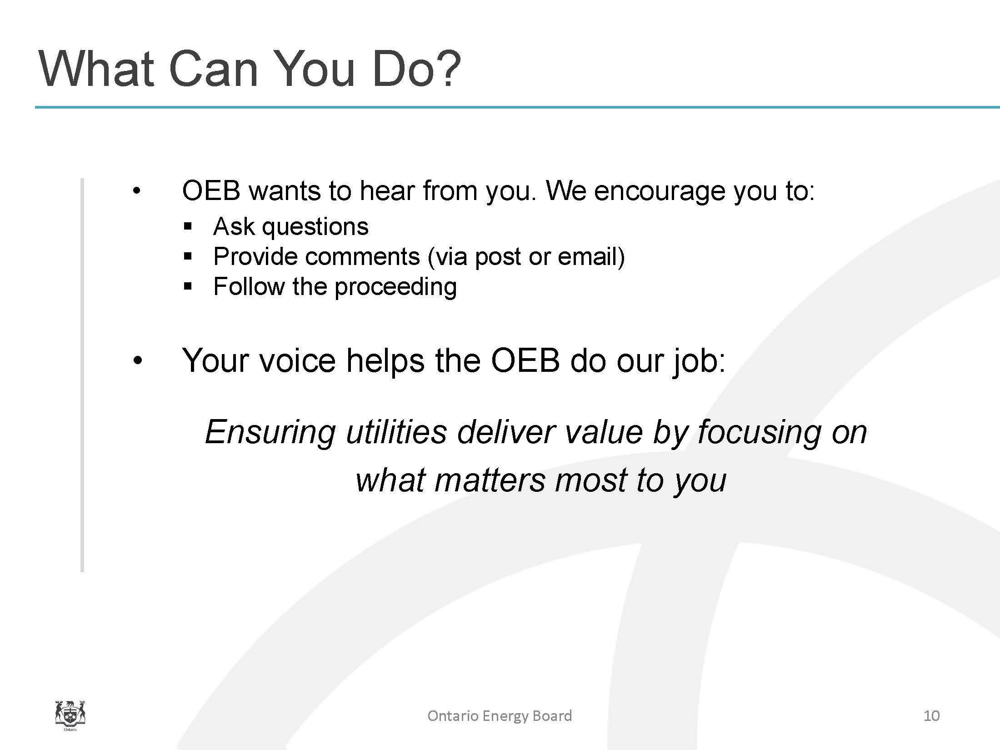 What Can You Do?
• OEB wants to hear from you. We encourage you to:
▪ Ask questions
▪ Provide comments (via post or email)
▪ Follow the proceeding
• Your voice helps the OEB do our job:
Ensuring utilities deliver value by focusing on
what matters most to you
Ontario
Ontario Energy Board
10